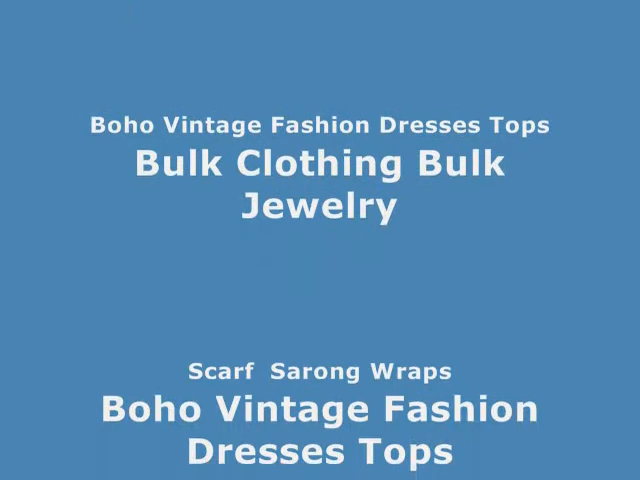 Boho Vintage Fashion Dresses Tops
Bulk Clothing Bulk
Jewelry
Scarf  Sarong Wraps
Boho Vintage Fashion
Dresses Tops